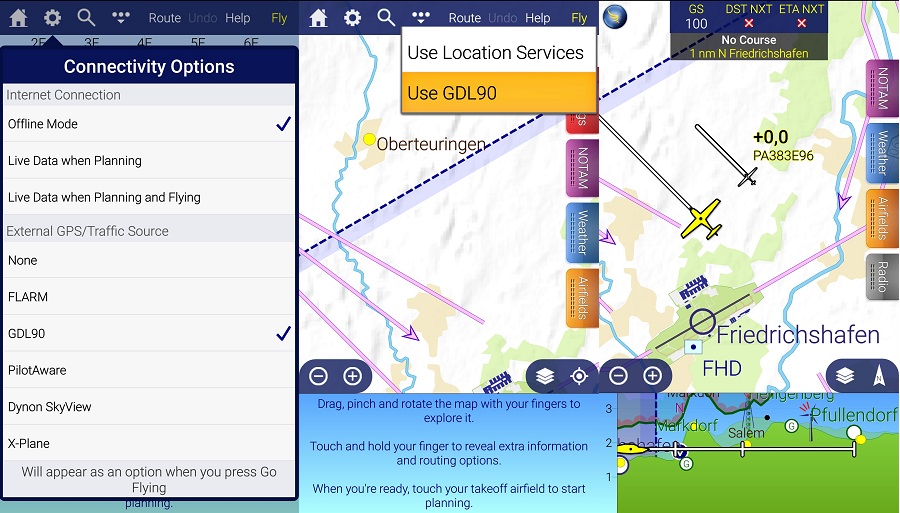 Route Undo Help Fly
2E 3E 4E 5E 6E
Connectivity Options
Internet Connection
Offline Mode
Live Data when Planning
Live Data when Planning and Flying
External GPS/Traffic Source
None
FLARM
GDL90
PilotAware
Dynon SkyView
X-Plane
Will appear as an option when you press Go
Flying
planning.
Route Undo Help Fly
Use Location Services
Use GDL90
Oberteuringen
gs
NOTAM
Weather
Airfields
Drag, pinch and rotate the map with your fingers to
explore it.
Touch and hold your finger to reveal extra information
and routing options.
When you're ready, touch your takeoff airfield to start
planning.
GS DST NXT ETA NXT
100 X X
No Course
1 nm N Friedrichshafen
NOTAM
Weather
Airfields
Radio
+0,0
PA383E96
Friedrichshafen
FHD
N
3
2
1
Markdorf
N
Markdorf
Salem
G
G
Pfullendorf